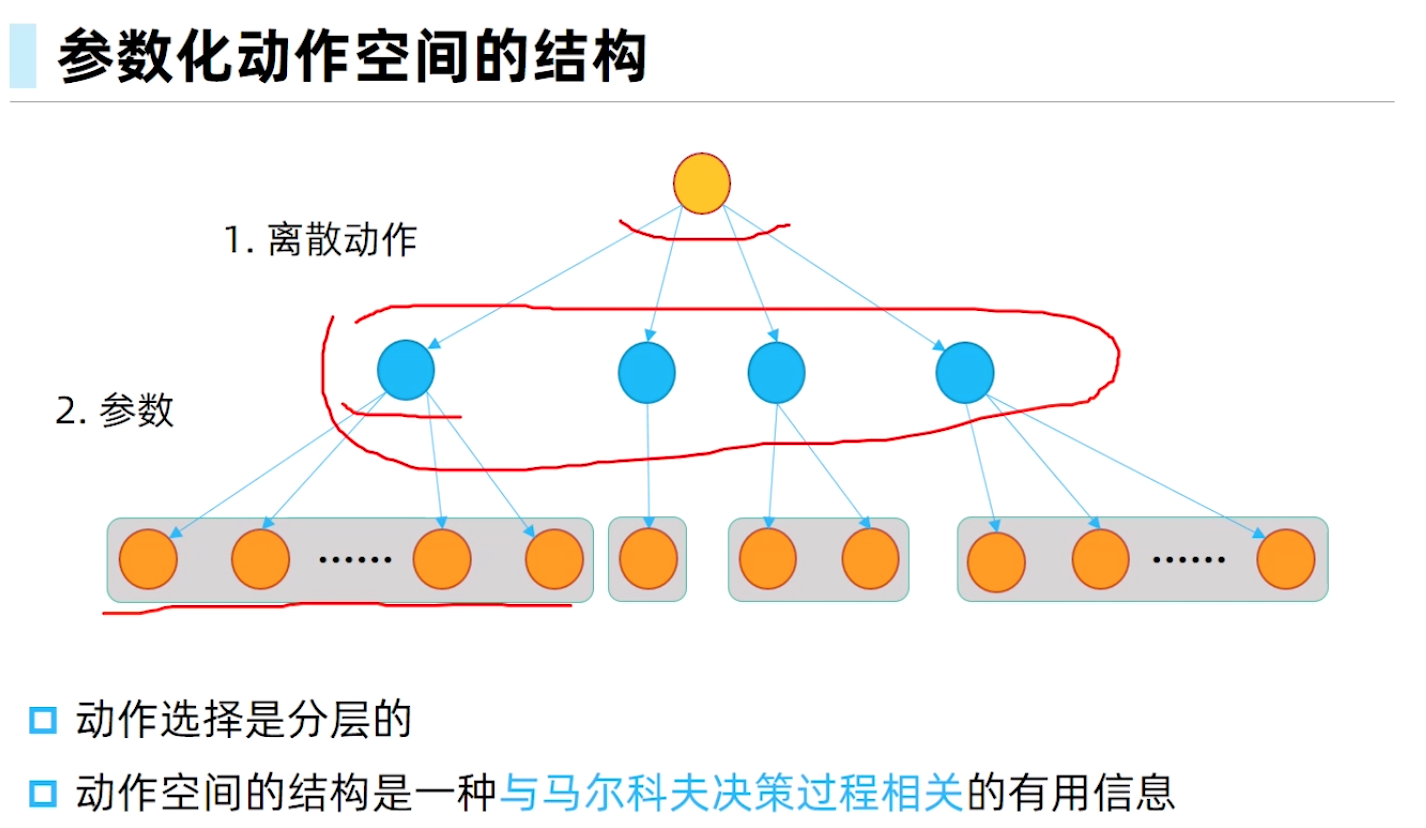 参数化动作空间的结构
1. 离散动作
2. 参数
......
......
动作选择是分层的
动作空间的结构是一种与马尔科夫决策过程相关的有用信息